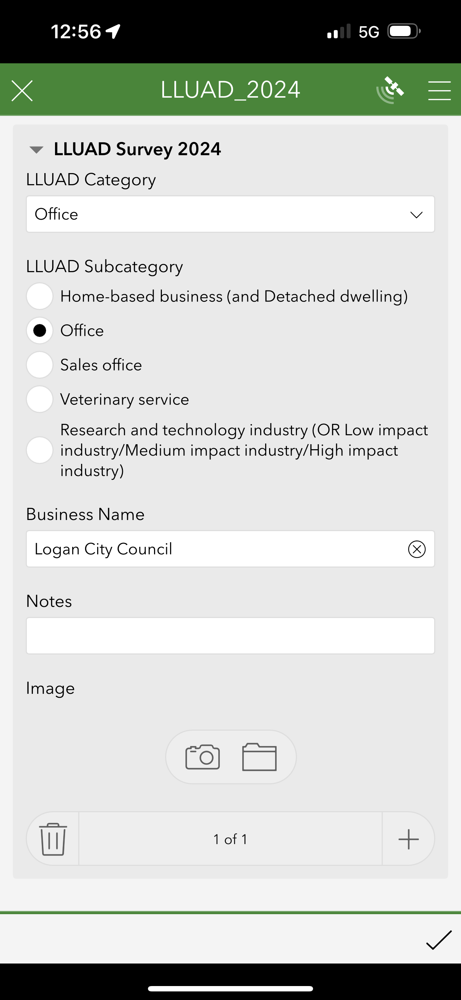 12:56
5G
LLUAD_2024
LLUAD Survey 2024
LLUAD Category
Office
LLUAD Subcategory
Home-based business (and Detached dwelling)
Office
Sales office
Veterinary service
Research and technology industry (OR Low impact
industry/Medium impact industry/High impact
industry)
Business Name
Logan City Council
Notes
Image
1 of 1